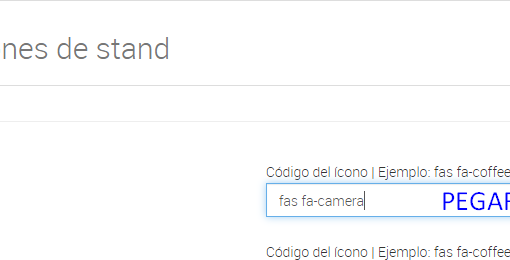 nes de stand
Código del ícono | Ejemplo: fas fa-coffee
fas fa-camera PEGAR
Código del ícono | Ejemplo: fas fa-coffee